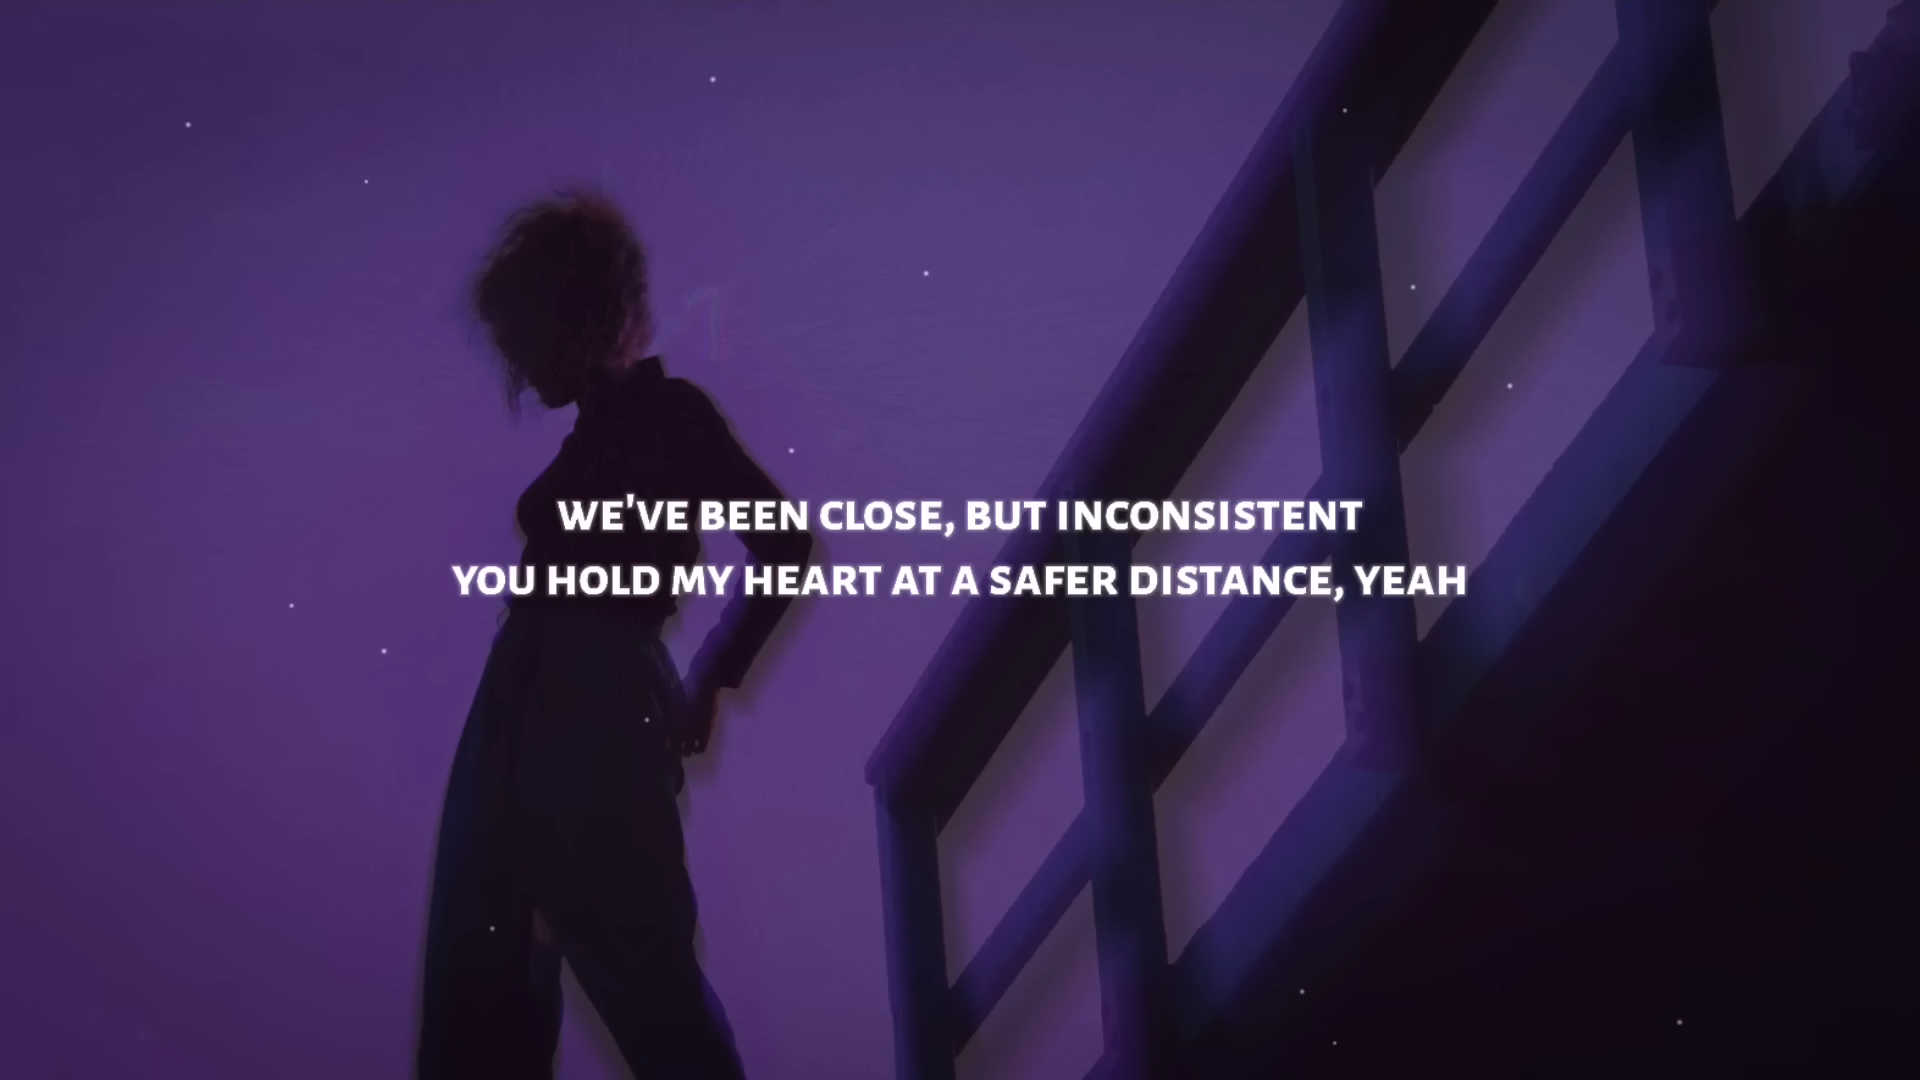 WE'VE BEEN CLOSE, BUT INCONSISTENT
YOU HOLD MY HEART AT A SAFER DISTANCE, YEAH